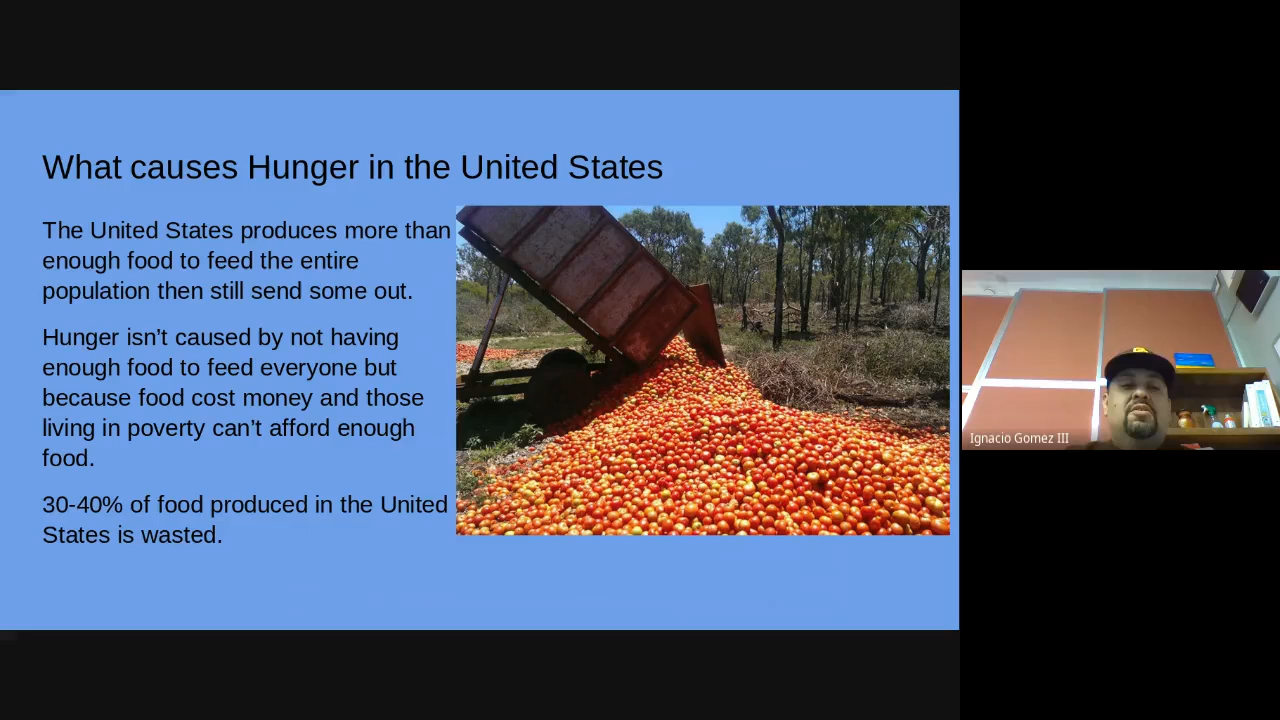 What causes Hunger in the United States
The United States produces more than
enough food to feed the entire
population then still send some out.
Hunger isn’t caused by not having
enough food to feed everyone but
because food cost money and those
living in poverty can’t afford enough
food.
30-40% of food produced in the United
States is wasted.
Ignacio Gomez III